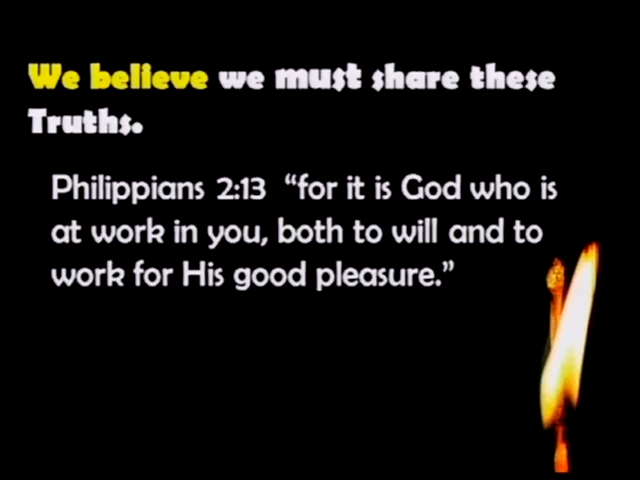 We believe we must share these
Truths.
Philippians 2:13 “for it is God who is
at work in you, both to will and to
work for His good pleasure.”